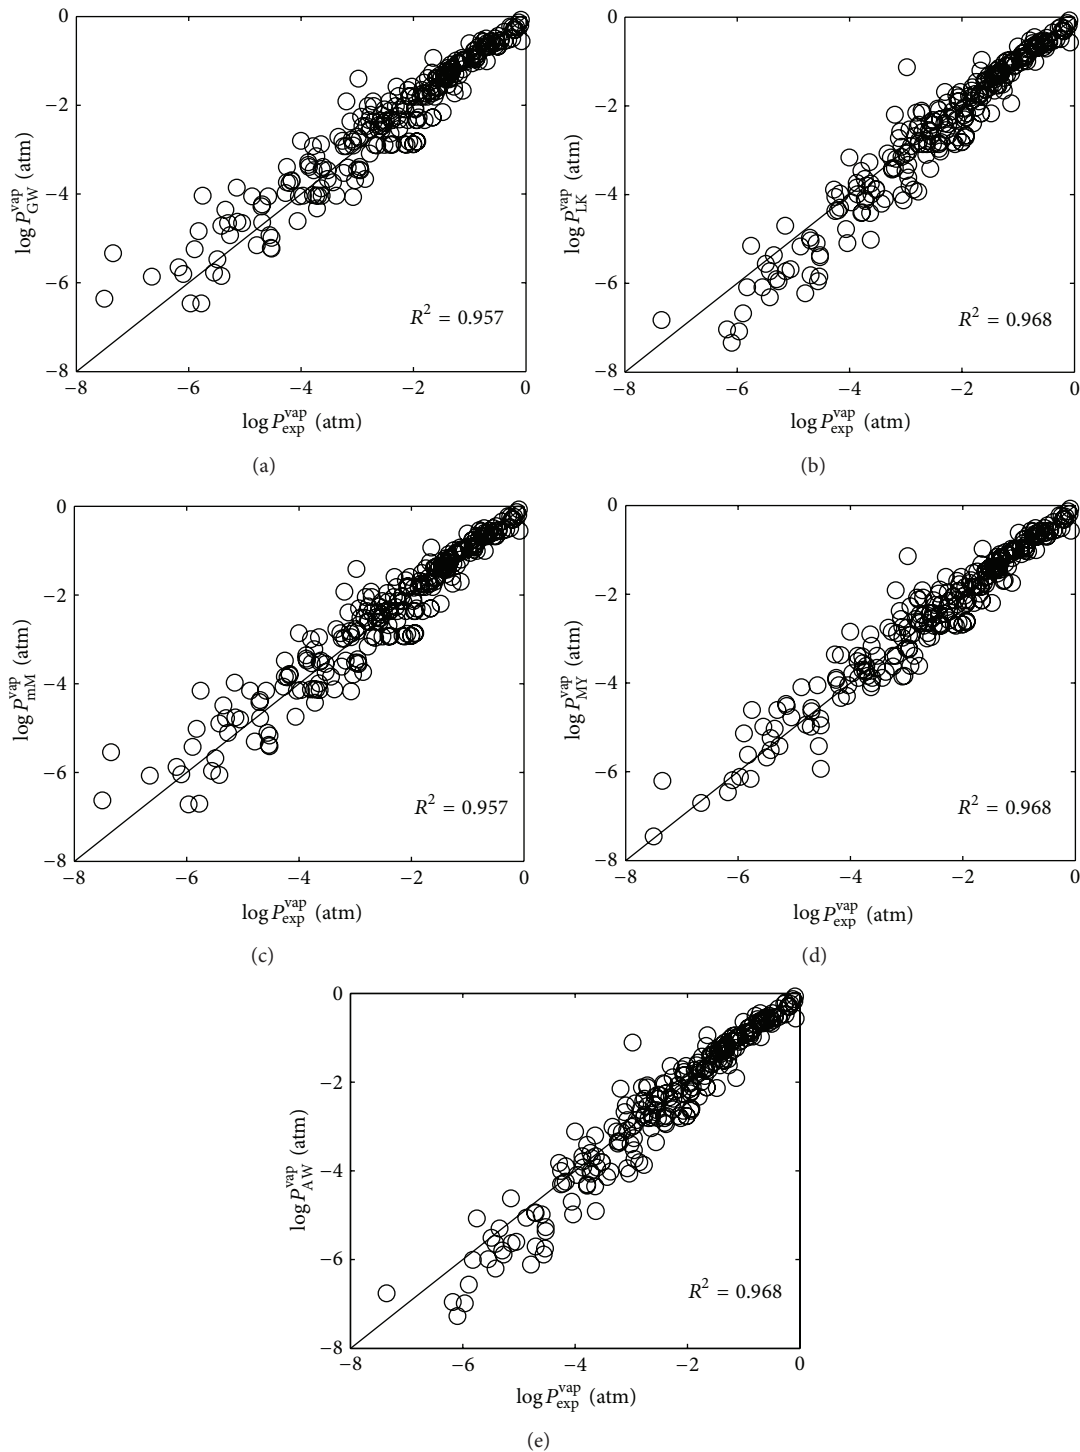 0
−2
−4
−6
−8
−8 −6 −4 −2 0
log P_GW^vap (atm)
R² = 0.957
log P_exp^vap (atm)
(a)
0
−2
−4
−6
−8
−8 −6 −4 −2 0
log P_LK^vap (atm)
R² = 0.968
log P_exp^vap (atm)
(b)
0
−2
−4
−6
−8
−8 −6 −4 −2 0
log P_mM^vap (atm)
R² = 0.957
log P_exp^vap (atm)
(c)
0
−2
−4
−6
−8
−8 −6 −4 −2 0
log P_MY^vap (atm)
R² = 0.968
log P_exp^vap (atm)
(d)
0
−2
−4
−6
−8
−8 −6 −4 −2 0
log P_AW^vap (atm)
R² = 0.968
log P_exp^vap (atm)
(e)